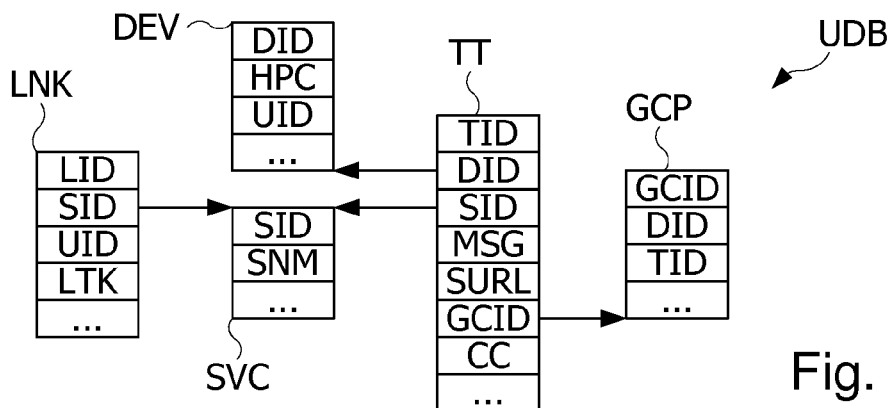 DEV
DID
HPC
UID
...
TT
UDB
LNK
LID
SID
UID
LTK
...
SID
SNM
...
SVC
TID
DID
SID
MSG
SURL
GCID
CC
...
GCP
GCID
DID
TID
...
Fig.